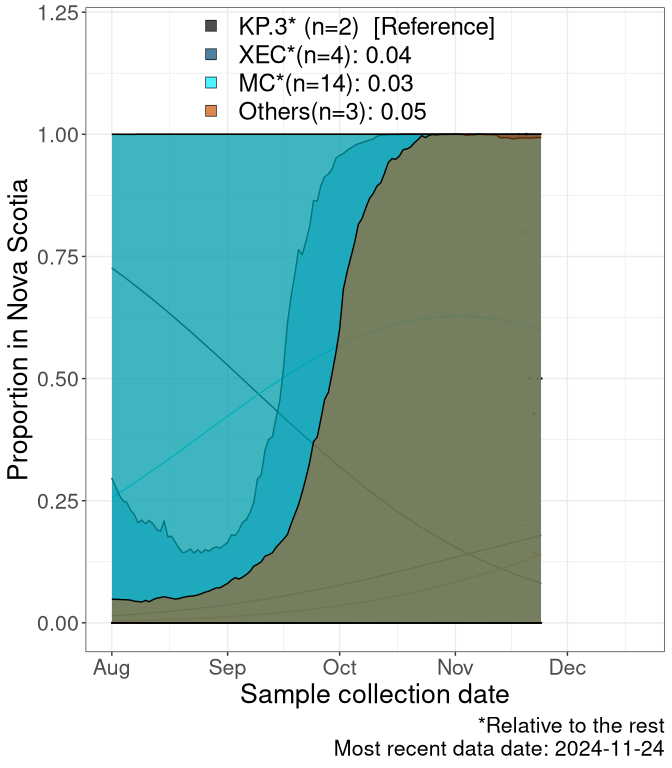 KP.3* (n=2)  [Reference]
XEC*(n=4): 0.04
MC*(n=14): 0.03
Others(n=3): 0.05
1.25
1.00
0.75
0.50
0.25
0.00
Proportion in Nova Scotia
Aug Sep Oct Nov Dec
Sample collection date
*Relative to the rest
Most recent data date: 2024-11-24